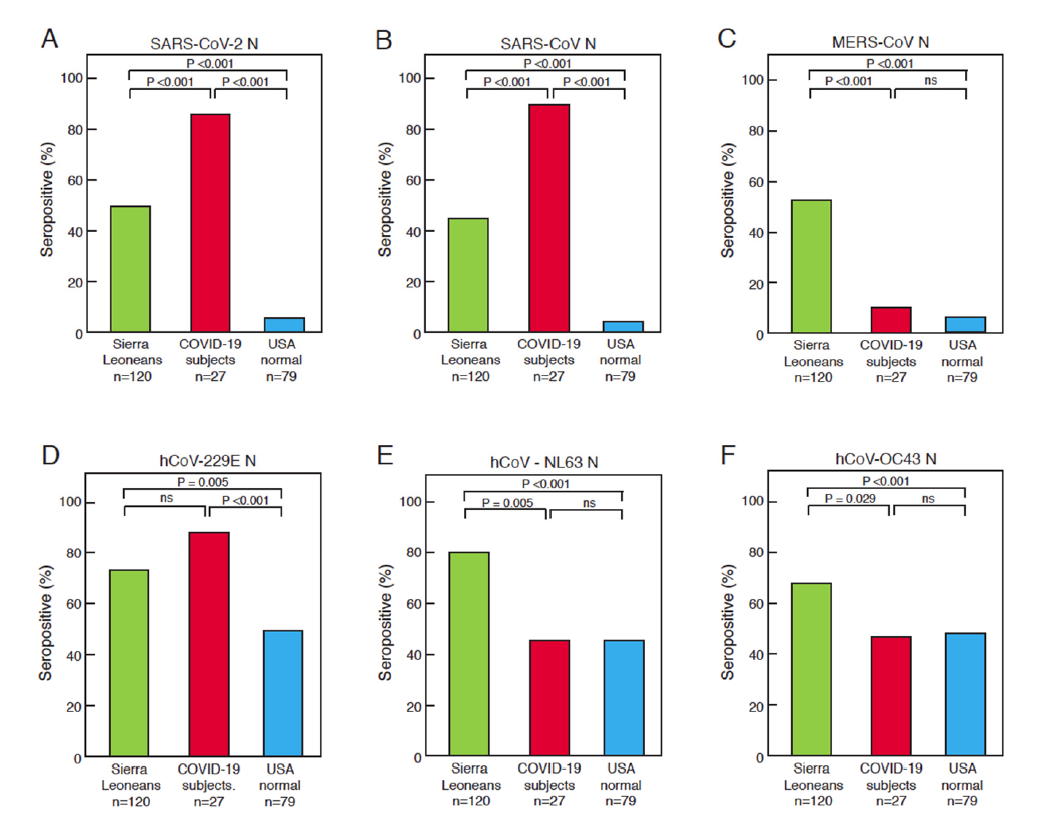 A
SARS-CoV-2 N
P <0.001
P <0.001 P <0.001
100
80
60
40
20
0
Seropositive (%)
Sierra Leoneans n=120
COVID-19 subjects n=27
USA normal n=79
B
SARS-CoV N
P <0.001
P <0.001 P <0.001
100
80
60
40
20
0
Seropositive (%)
Sierra Leoneans n=120
COVID-19 subjects n=27
USA normal n=79
C
MERS-CoV N
P <0.001
P <0.001 ns
100
80
60
40
20
0
Seropositive (%)
Sierra Leoneans n=120
COVID-19 subjects n=27
USA normal n=79
D
hCoV-229E N
P = 0.005
ns P <0.001
100
80
60
40
20
0
Seropositive (%)
Sierra Leoneans n=120
COVID-19 subjects. n=27
USA normal n=79
E
hCoV - NL63 N
P <0.001
P = 0.005 ns
100
80
60
40
20
0
Seropositive (%)
Sierra Leoneans n=120
COVID-19 subjects n=27
USA normal n=79
F
hCoV-OC43 N
P <0.001
P = 0.029 ns
100
80
60
40
20
0
Seropositive (%)
Sierra Leoneans n=120
COVID-19 subjects n=27
USA normal n=79